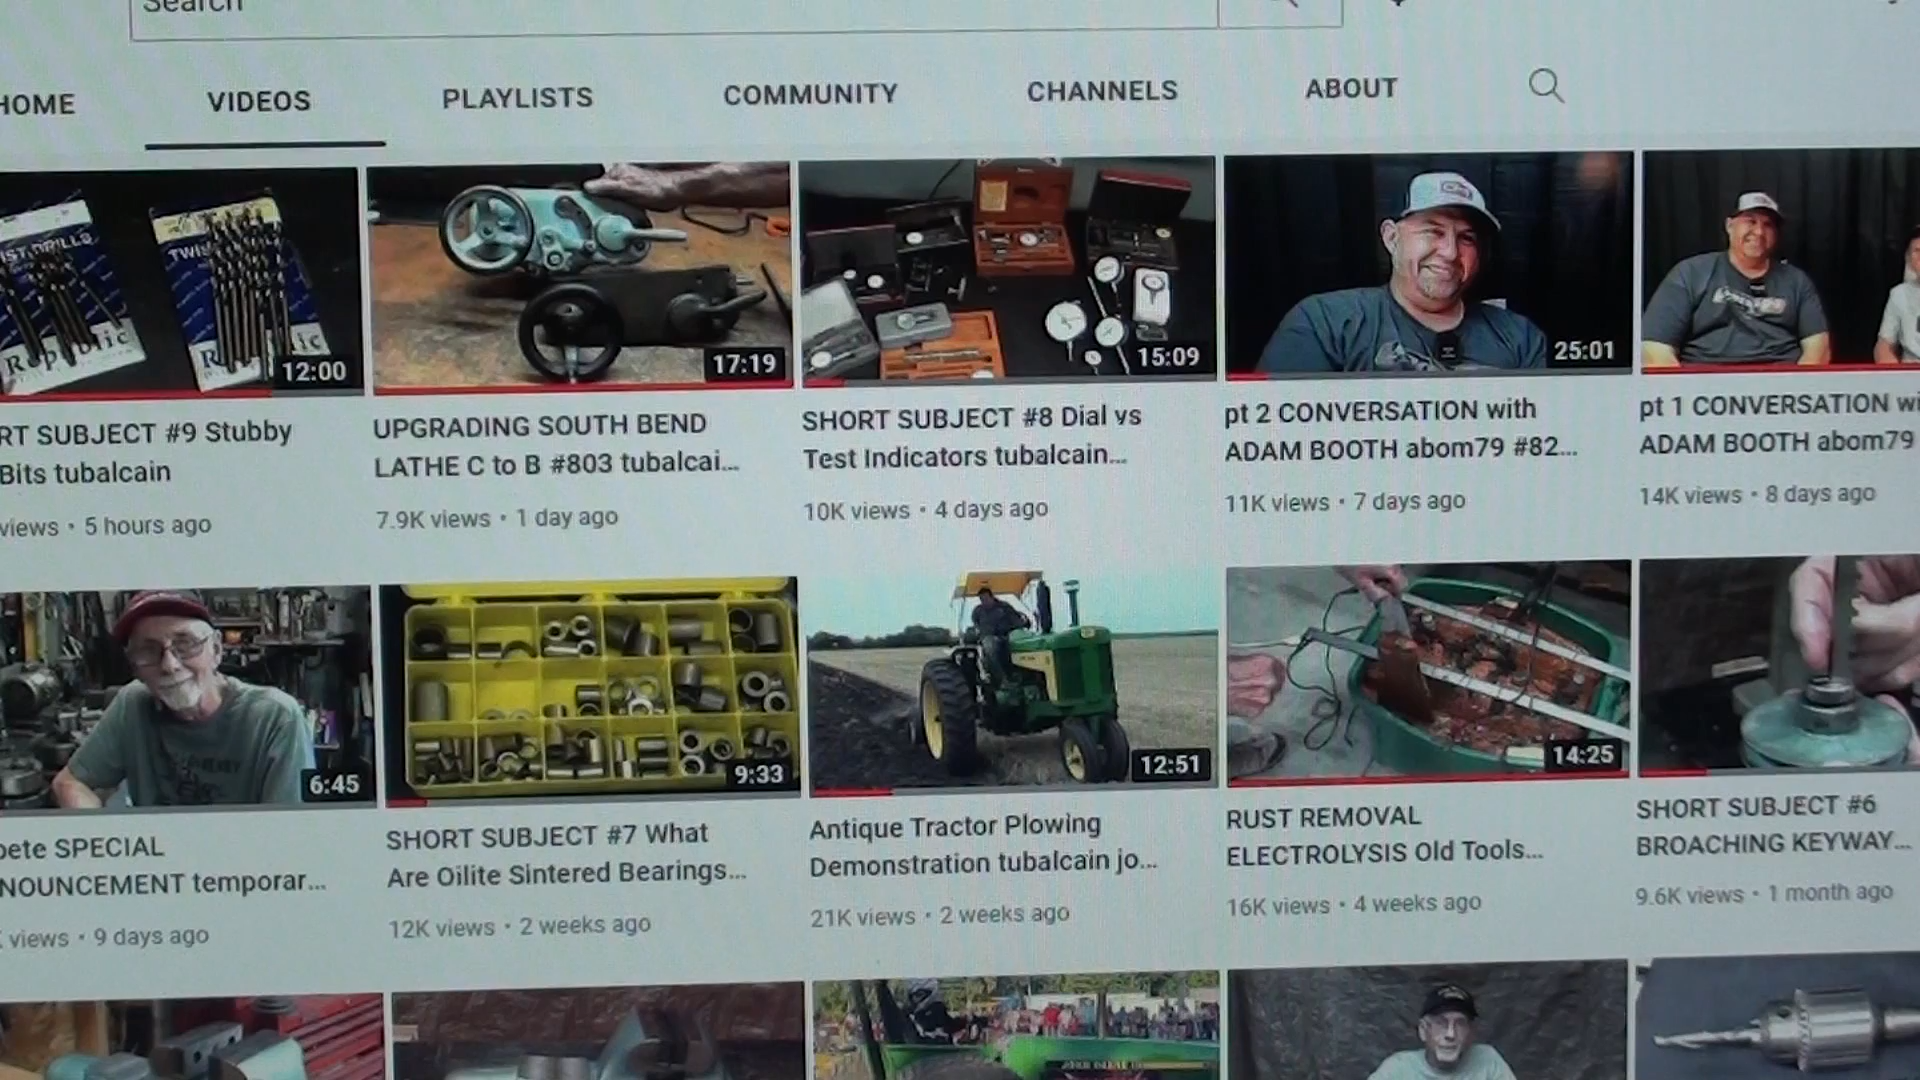 Search
HOME
VIDEOS
PLAYLISTS
COMMUNITY
CHANNELS
ABOUT
IST DRILLS
TWI
Republic
R lic
12:00
17:19
15:09
25:01
RT SUBJECT #9 Stubby
Bits tubalcain
views • 5 hours ago
UPGRADING SOUTH BEND
LATHE C to B #803 tubalcai...
7.9K views • 1 day ago
SHORT SUBJECT #8 Dial vs
Test Indicators tubalcain...
10K views • 4 days ago
pt 2 CONVERSATION with
ADAM BOOTH abom79 #82...
11K views • 7 days ago
pt 1 CONVERSATION wi
ADAM BOOTH abom79
14K views • 8 days ago
6:45
9:33
12:51
14:25
pete SPECIAL
NOUNCEMENT temporar...
K views • 9 days ago
SHORT SUBJECT #7 What
Are Oilite Sintered Bearings...
12K views • 2 weeks ago
Antique Tractor Plowing
Demonstration tubalcain jo...
21K views • 2 weeks ago
RUST REMOVAL
ELECTROLYSIS Old Tools...
16K views • 4 weeks ago
SHORT SUBJECT #6
BROACHING KEYWAY...
9.6K views • 1 month ago